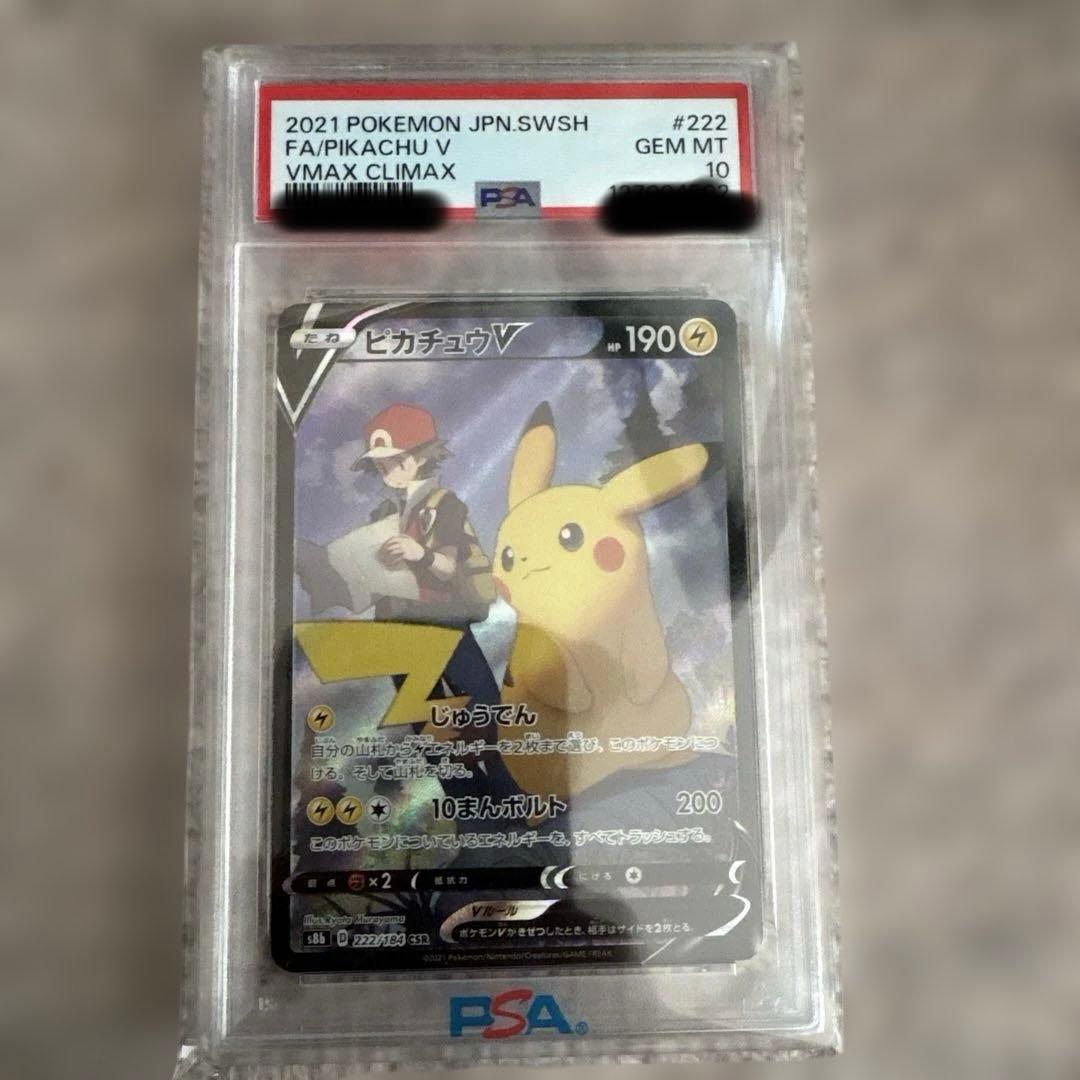 2021 POKEMON JPN.SWSH #222
FA/PIKACHU V GEM MT
VMAX CLIMAX 10
PSA
たね ピカチュウV HP 190
じゅうでん
自分の山札からエネルギーを2枚まで選び、このポケモンにつ
ける。そして山札を切る。
10まんボルト 200
このポケモンについているエネルギーを、すべてトラッシュする。
弱点 ×2 抵抗力 にげる
Illus. Ryota Murayama
Vルール
ポケモンVがきぜつしたとき、相手はサイドを2枚とる。
s8b D 222/184 CSR
©2021 Pokémon/Nintendo/Creatures/GAME FREAK
PSA®